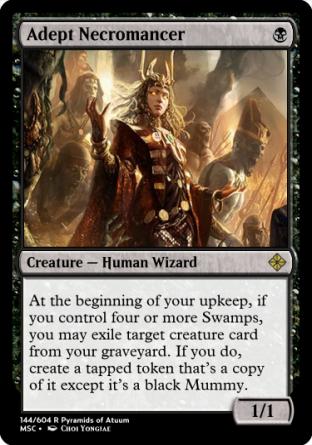 Adept Necromancer
Creature — Human Wizard
At the beginning of your upkeep, if
you control four or more Swamps,
you may exile target creature card
from your graveyard. If you do,
create a tapped token that's a copy
of it except it's a black Mummy.
144/604 R Pyramids of Atuum
MSC • Choi Yongjae
1/1